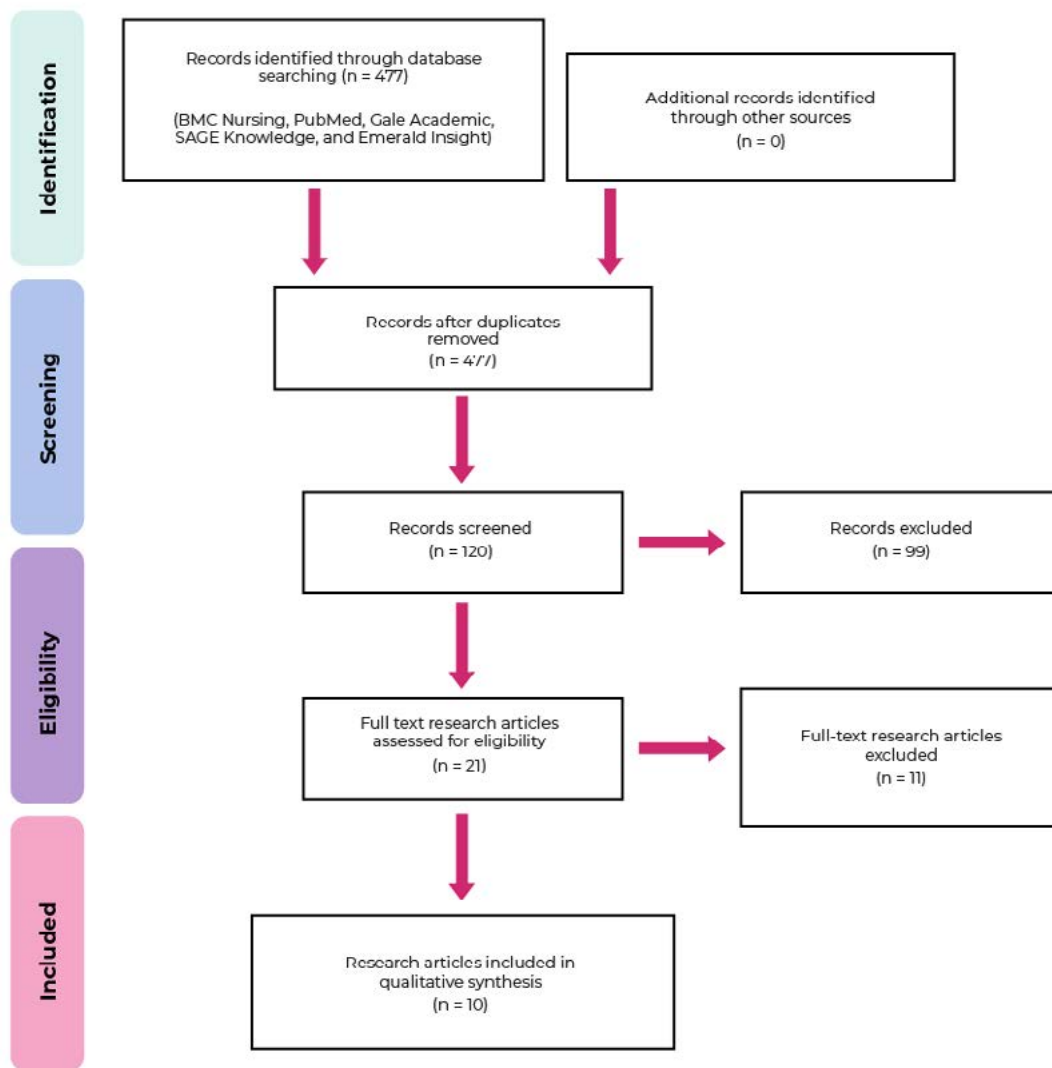 Identification
Records identified through database
searching (n = 477)
(BMC Nursing, PubMed, Gale Academic,
SAGE Knowledge, and Emerald Insight)
Additional records identified
through other sources
(n = 0)
Screening
Records after duplicates
removed
(n = 477)
Records screened
(n = 120)
Records excluded
(n = 99)
Eligibility
Full text research articles
assessed for eligibility
(n = 21)
Full-text research articles
excluded
(n = 11)
Included
Research articles included in
qualitative synthesis
(n = 10)